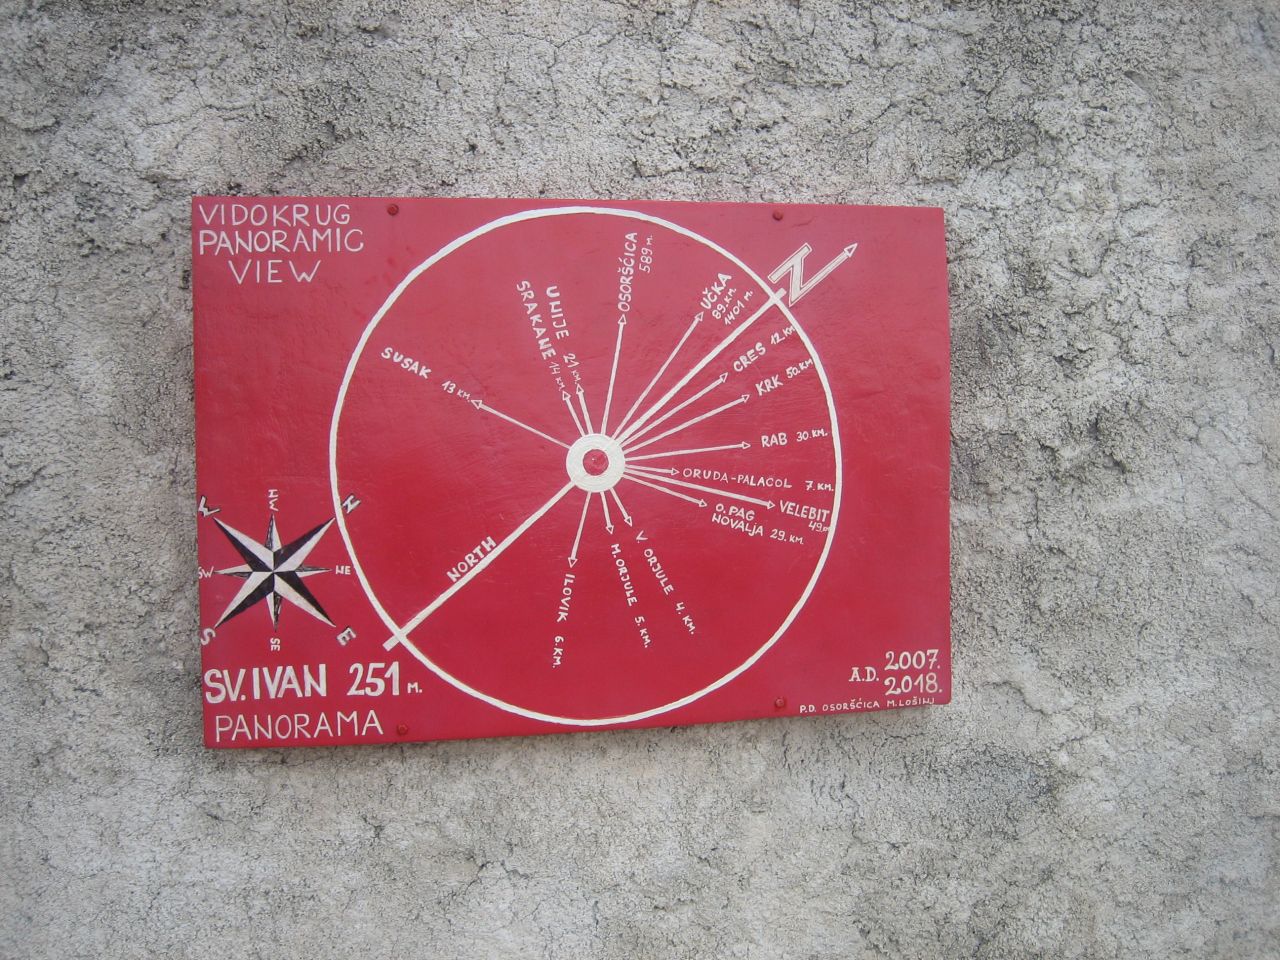 VIDOKRUG
PANORAMIC
VIEW
OSORŠĆICA
589 M.
UČKA
89. KM.
1401 M.
N
UNIJE 21 KM.
SRAKANE 14 KM.
SUSAK 13 KM.
CRES 12 KM
KRK 50. KM
RAB 30. KM.
ORUDA-PALACOL 7. KM.
VELEBIT
49. KM
O. PAG
NOVALJA 29. KM.
V. ORJULE 4. KM.
M. ORJULE 5. KM.
ILOVIK 6. KM.
NORTH
NW
W
N
SW
NE
S
SE
E
SV. IVAN 251 M.
PANORAMA
A.D. 2007.
2018.
P.D. OSORŠĆICA M. LOŠINJ